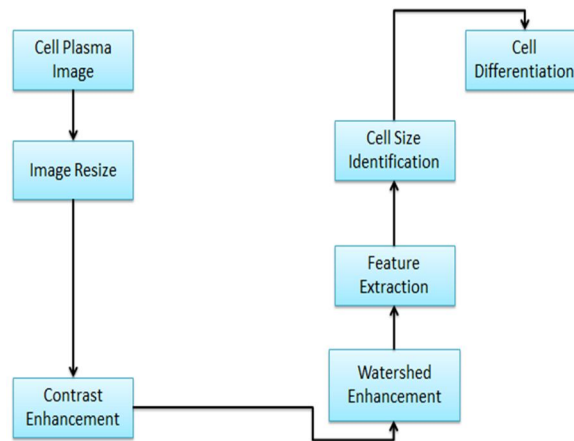 Cell Plasma
Image
Image Resize
Contrast
Enhancement
Watershed
Enhancement
Feature
Extraction
Cell Size
Identification
Cell
Differentiation